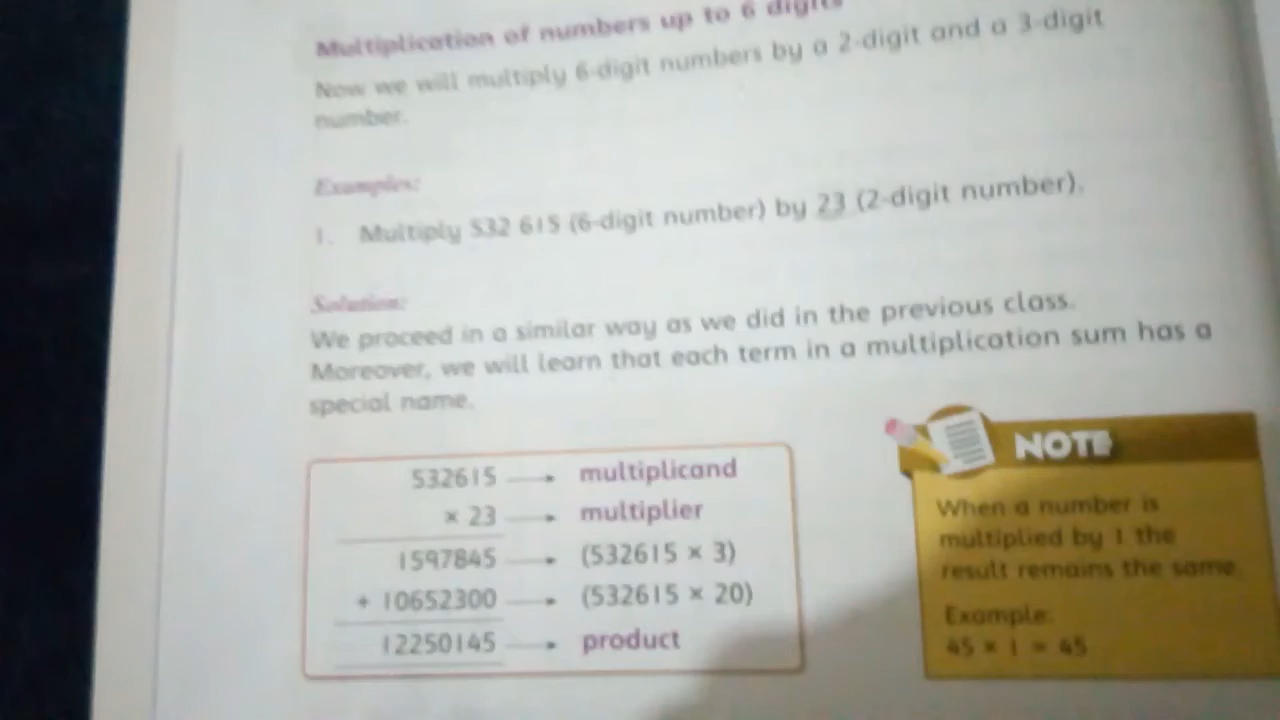 Multiplication of numbers up to 6 digits
Now we will multiply 6-digit numbers by a 2-digit and a 3-digit
number.
Examples:
1. Multiply 532 615 (6-digit number) by 23 (2-digit number).
Solution:
We proceed in a similar way as we did in the previous class.
Moreover, we will learn that each term in a multiplication sum has a
special name.
532615 → multiplicand
× 23 → multiplier
1597845 → (532615 × 3)
+ 10652300 → (532615 × 20)
12250145 → product
NOTE
When a number is
multiplied by 1 the
result remains the same.
Example:
45 × 1 = 45